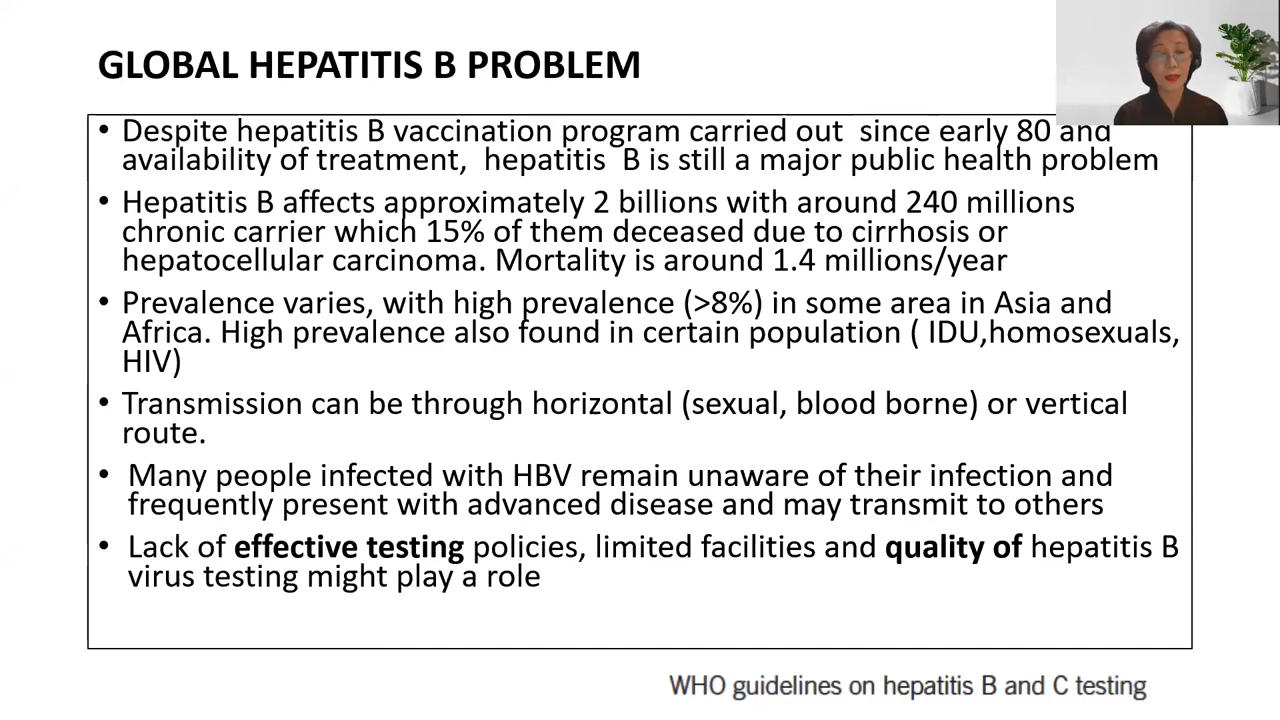 GLOBAL HEPATITIS B PROBLEM
• Despite hepatitis B vaccination program carried out since early 80 and
availability of treatment, hepatitis B is still a major public health problem
• Hepatitis B affects approximately 2 billions with around 240 millions
chronic carrier which 15% of them deceased due to cirrhosis or
hepatocellular carcinoma. Mortality is around 1.4 millions/year
• Prevalence varies, with high prevalence (>8%) in some area in Asia and
Africa. High prevalence also found in certain population ( IDU,homosexuals,
HIV)
• Transmission can be through horizontal (sexual, blood borne) or vertical
route.
• Many people infected with HBV remain unaware of their infection and
frequently present with advanced disease and may transmit to others
• Lack of effective testing policies, limited facilities and quality of hepatitis B
virus testing might play a role
WHO guidelines on hepatitis B and C testing